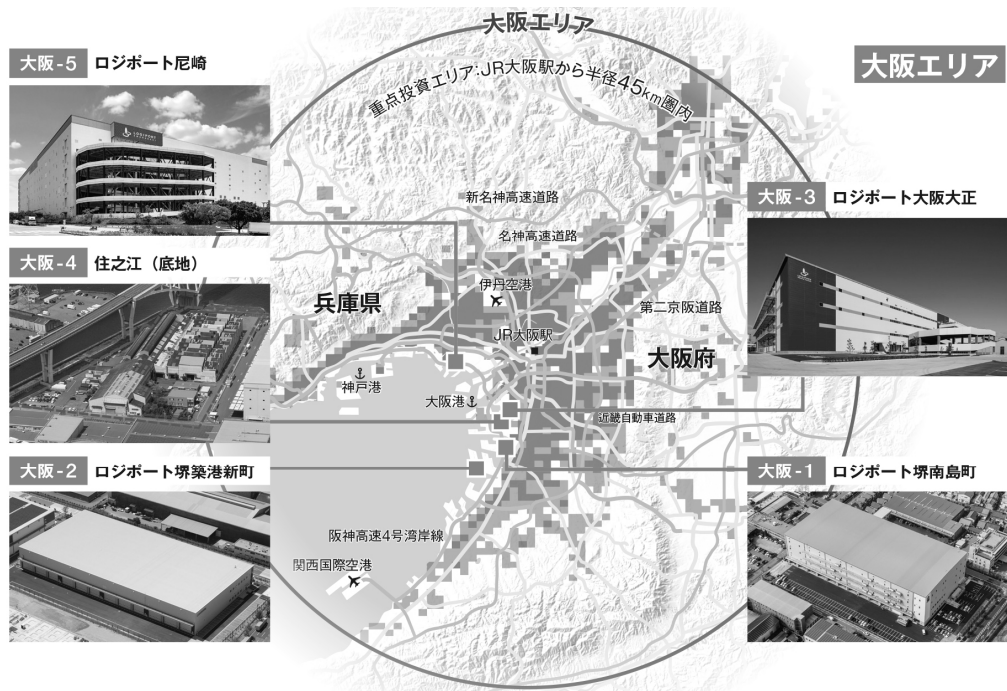 大阪エリア
重点投資エリア:JR大阪駅から半径45km圏内
大阪エリア
大阪-5 ロジポート尼崎
LOGIPORT
大阪-4 住之江（底地）
大阪-2 ロジポート堺築港新町
大阪-3 ロジポート大阪大正
大阪-1 ロジポート堺南島町
新名神高速道路
名神高速道路
伊丹空港
兵庫県
第二京阪道路
JR大阪駅
大阪府
神戸港
大阪港
近畿自動車道路
阪神高速4号湾岸線
関西国際空港